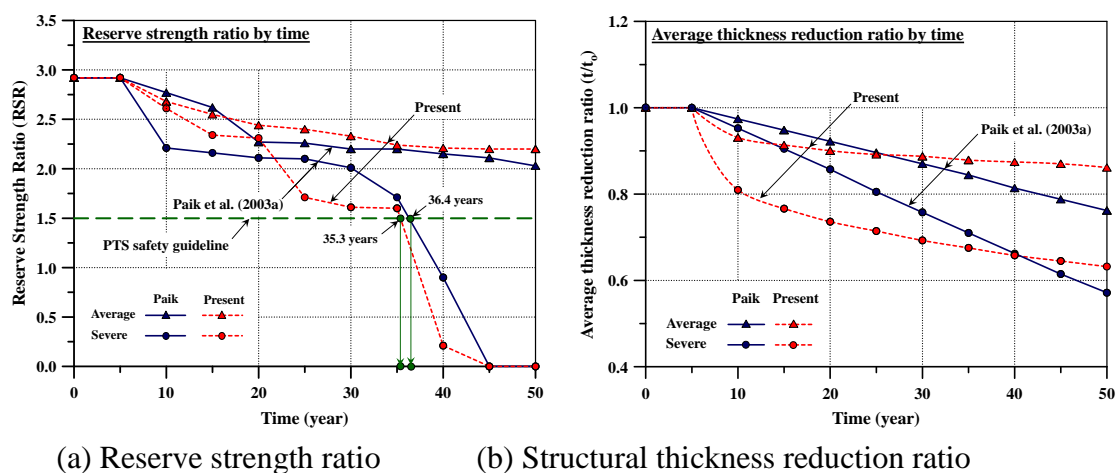 Reserve strength ratio by time
Reserve Strength Ratio (RSR)
3.5
3.0
2.5
2.0
1.5
1.0
0.5
0.0
Present
Paik et al. (2003a)
36.4 years
35.3 years
PTS safety guideline
Paik Present
Average
Severe
0 10 20 30 40 50
Time (year)
(a) Reserve strength ratio
Average thickness reduction ratio by time
Average thickness reduction ratio (t/to)
1.2
1.0
0.8
0.6
0.4
Present
Paik et al. (2003a)
Paik Present
Average
Severe
0 10 20 30 40 50
Time (year)
(b) Structural thickness reduction ratio